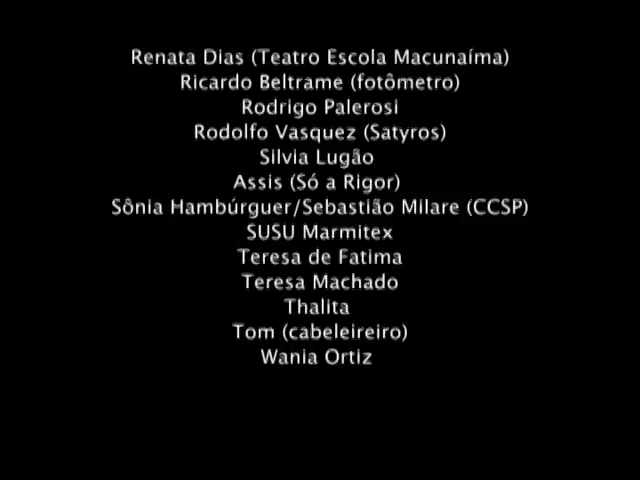 Renata Dias (Teatro Escola Macunaíma)
Ricardo Beltrame (fotômetro)
Rodrigo Palerosi
Rodolfo Vasquez (Satyros)
Silvia Lugão
Assis (Só a Rigor)
Sônia Hambúrguer/Sebastião Milare (CCSP)
SUSU Marmitex
Teresa de Fatima
Teresa Machado
Thalita
Tom (cabeleireiro)
Wania Ortiz